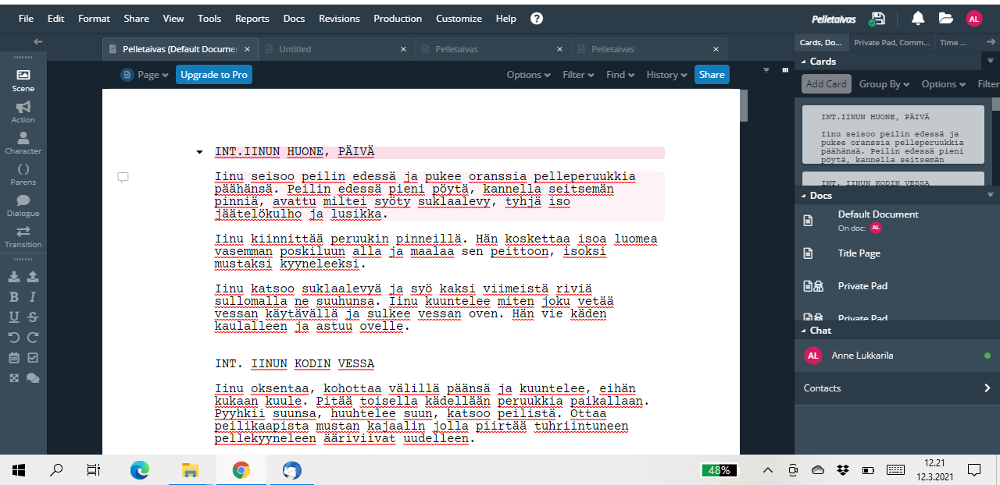 File Edit Format Share View Tools Reports Docs Revisions Production Customize Help ? Pelletaivas AL
Pelletaivas (Default Documer × Untitled × Pelletaivas × Pelletaivas ×
Cards, Do... Private Pad, Comm... Time ...
Page Upgrade to Pro Options Filter Find History Share
Scene
Action
Character
Parens
Dialogue
Transition
B I
U S
INT.IINUN HUONE, PÄIVÄ
Iinu seisoo peilin edessä ja pukee oranssia pelleperuukkia
päähänsä. Peilin edessä pieni pöytä, kannella seitsemän
pinniä, avattu miltei syöty suklaalevy, tyhjä iso
jäätelökulho ja lusikka.
Iinu kiinnittää peruukin pinneillä. Hän koskettaa isoa luomea
vasemman poskiluun alla ja maalaa sen peittoon, isoksi
mustaksi kyyneleeksi.
Iinu katsoo suklaalevyä ja syö kaksi viimeistä riviä
sullomalla ne suuhunsa. Iinu kuuntelee miten joku vetää
vessan käytävällä ja sulkee vessan oven. Hän vie käden
kaulalleen ja astuu ovelle.
INT. IINUN KODIN VESSA
Iinu oksentaa, kohottaa välillä päänsä ja kuuntelee, eihän
kukaan kuule. Pitää toisella kädellään peruukkia paikallaan.
Pyyhkii suunsa, huuhtelee suun, katsoo peilistä. Ottaa
peilikaapista mustan kajaalin jolla piirtää tuhriintuneen
pellekyyneleen ääriviivat uudelleen.
Cards
Add Card Group By Options Filter
INT.IINUN HUONE, PÄIVÄ
Iinu seisoo peilin edessä ja
pukee oranssia pelleperuukkia
päähänsä. Peilin edessä pieni
pöytä, kannella seitsemän
INT. IINUN KODIN VESSA
Docs
Default Document
On doc: AL
Title Page
Private Pad
Private Pad
Chat
AL Anne Lukkarila
Contacts
48%
12.21
12.3.2021